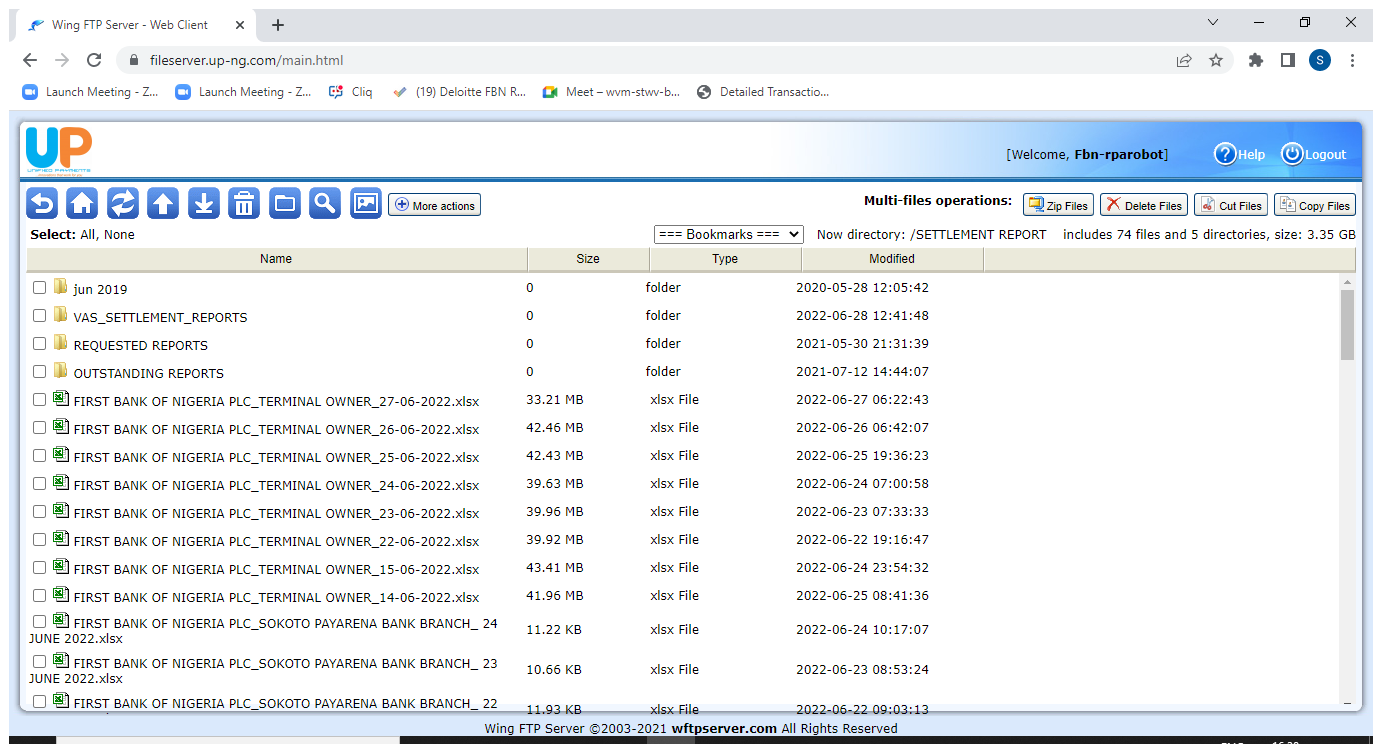 Wing FTP Server - Web Client
fileserver.up-ng.com/main.html
S
Launch Meeting - Z... Launch Meeting - Z... Cliq (19) Deloitte FBN R... Meet – wvm-stwv-b... Detailed Transactio...
UP
UNIFIED PAYMENTS
[Welcome, Fbn-rparobot] Help Logout
More actions Multi-files operations: Zip Files Delete Files Cut Files Copy Files
Select: All, None === Bookmarks === Now directory: /SETTLEMENT REPORT includes 74 files and 5 directories, size: 3.35 GB
Name Size Type Modified
jun 2019 0 folder 2020-05-28 12:05:42
VAS_SETTLEMENT_REPORTS 0 folder 2022-06-28 12:41:48
REQUESTED REPORTS 0 folder 2021-05-30 21:31:39
OUTSTANDING REPORTS 0 folder 2021-07-12 14:44:07
FIRST BANK OF NIGERIA PLC_TERMINAL OWNER_27-06-2022.xlsx 33.21 MB xlsx File 2022-06-27 06:22:43
FIRST BANK OF NIGERIA PLC_TERMINAL OWNER_26-06-2022.xlsx 42.46 MB xlsx File 2022-06-26 06:42:07
FIRST BANK OF NIGERIA PLC_TERMINAL OWNER_25-06-2022.xlsx 42.43 MB xlsx File 2022-06-25 19:36:23
FIRST BANK OF NIGERIA PLC_TERMINAL OWNER_24-06-2022.xlsx 39.63 MB xlsx File 2022-06-24 07:00:58
FIRST BANK OF NIGERIA PLC_TERMINAL OWNER_23-06-2022.xlsx 39.96 MB xlsx File 2022-06-23 07:33:33
FIRST BANK OF NIGERIA PLC_TERMINAL OWNER_22-06-2022.xlsx 39.92 MB xlsx File 2022-06-22 19:16:47
FIRST BANK OF NIGERIA PLC_TERMINAL OWNER_15-06-2022.xlsx 43.41 MB xlsx File 2022-06-24 23:54:32
FIRST BANK OF NIGERIA PLC_TERMINAL OWNER_14-06-2022.xlsx 41.96 MB xlsx File 2022-06-25 08:41:36
FIRST BANK OF NIGERIA PLC_SOKOTO PAYARENA BANK BRANCH_ 24
JUNE 2022.xlsx 11.22 KB xlsx File 2022-06-24 10:17:07
FIRST BANK OF NIGERIA PLC_SOKOTO PAYARENA BANK BRANCH_ 23
JUNE 2022.xlsx 10.66 KB xlsx File 2022-06-23 08:53:24
FIRST BANK OF NIGERIA PLC_SOKOTO PAYARENA BANK BRANCH_ 22
11.93 KB xlsx File 2022-06-22 09:03:13
Wing FTP Server ©2003-2021 wftpserver.com All Rights Reserved